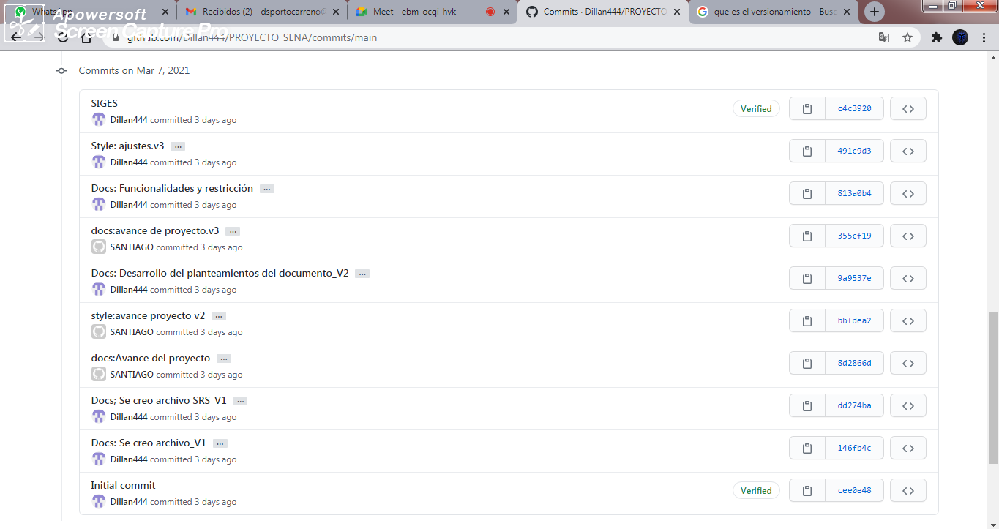 WhatsApp
Recibidos (2) - dsportocarreno@
Meet - ebm-ocqi-hvk
Commits · Dillan444/PROYECTO
que es el versionamiento - Busc
Apowersoft
Screen Capture Pro
github.com/Dillan444/PROYECTO_SENA/commits/main
Commits on Mar 7, 2021
SIGES
Dillan444 committed 3 days ago
Verified
c4c3920
Style: ajustes.v3 ...
Dillan444 committed 3 days ago
491c9d3
Docs: Funcionalidades y restricción ...
Dillan444 committed 3 days ago
813a0b4
docs:avance de proyecto.v3 ...
SANTIAGO committed 3 days ago
355cf19
Docs: Desarrollo del planteamientos del documento_V2 ...
Dillan444 committed 3 days ago
9a9537e
style:avance proyecto v2 ...
SANTIAGO committed 3 days ago
bbfdea2
docs:Avance del proyecto ...
SANTIAGO committed 3 days ago
8d2866d
Docs; Se creo archivo SRS_V1 ...
Dillan444 committed 3 days ago
dd274ba
Docs: Se creo archivo_V1 ...
Dillan444 committed 3 days ago
146fb4c
Initial commit
Dillan444 committed 3 days ago
Verified
cee0e48